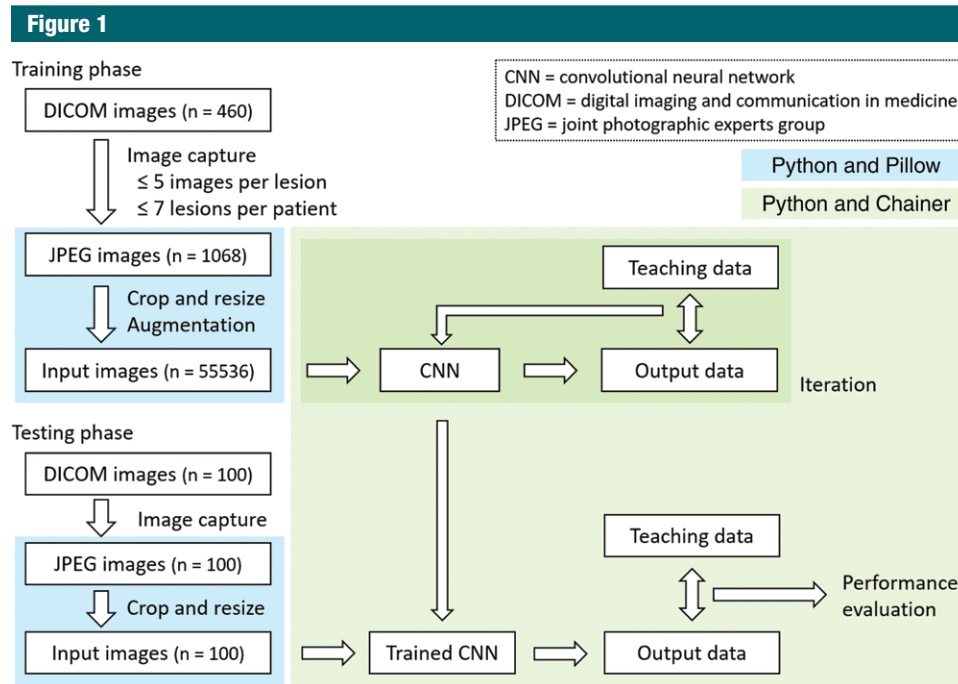 Figure 1
Training phase
DICOM images (n = 460)
Image capture
≤ 5 images per lesion
≤ 7 lesions per patient
JPEG images (n = 1068)
Crop and resize
Augmentation
Input images (n = 55536)
CNN = convolutional neural network
DICOM = digital imaging and communication in medicine
JPEG = joint photographic experts group
Python and Pillow
Python and Chainer
Teaching data
CNN
Output data
Iteration
Testing phase
DICOM images (n = 100)
Image capture
JPEG images (n = 100)
Crop and resize
Input images (n = 100)
Trained CNN
Teaching data
Output data
Performance
evaluation